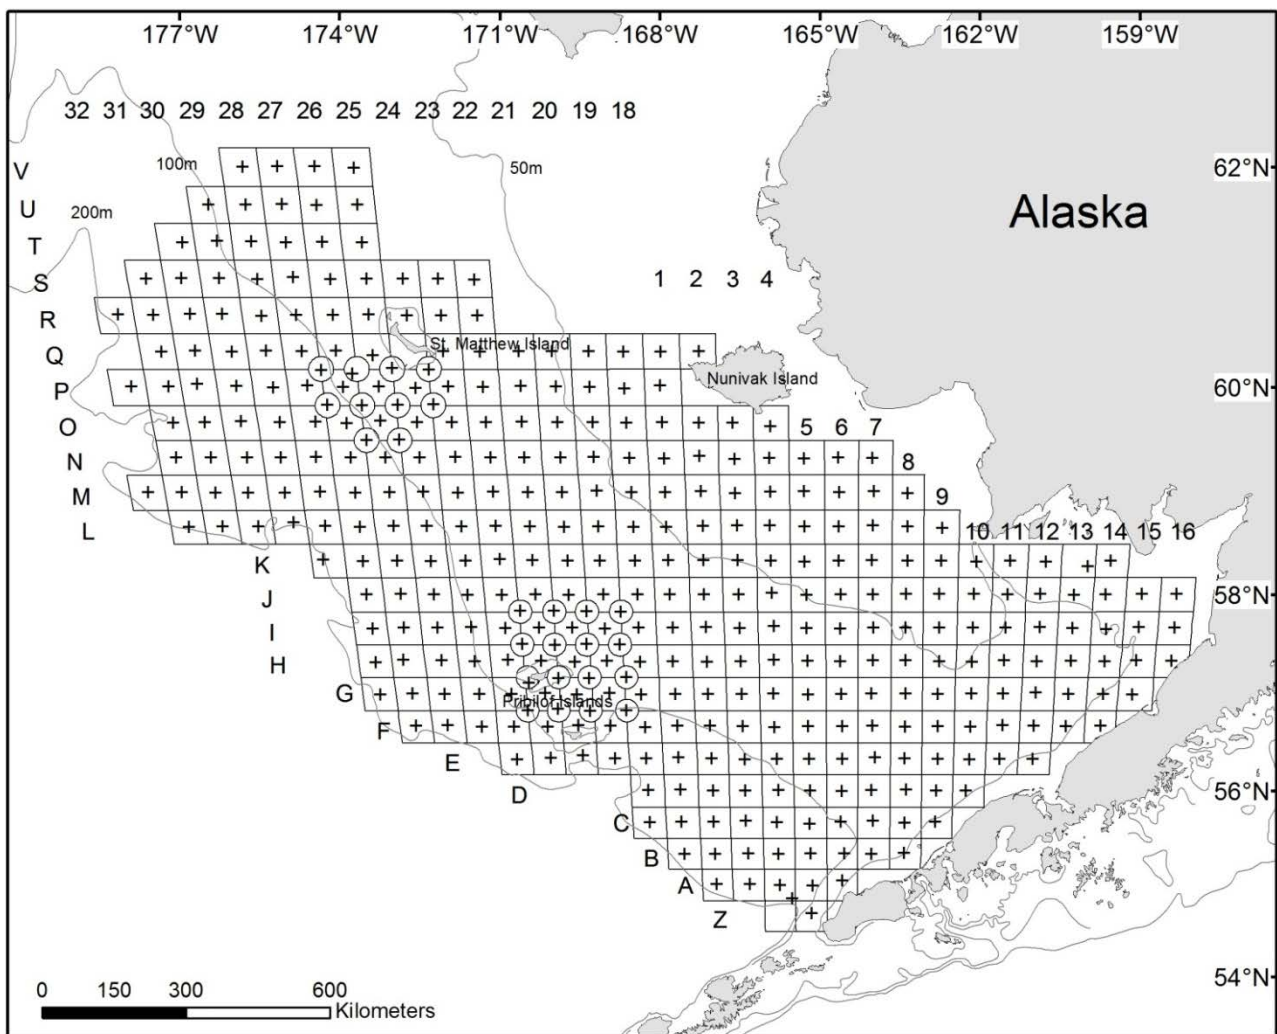 177°W 174°W 171°W 168°W 165°W 162°W 159°W
32 31 30 29 28 27 26 25 24 23 22 21 20 19 18
100m
50m
62°N
V
200m
U
Alaska
T
S
1 2 3 4
R
St. Matthew Island
Q
Nunivak Island
60°N
P
O
5 6 7
N
8
M
9
L
10 11 12 13 14 15 16
K
58°N
J
I
H
G
Pribilof Islands
F
E
D
56°N
C
B
A
Z
54°N
0 150 300 600
Kilometers